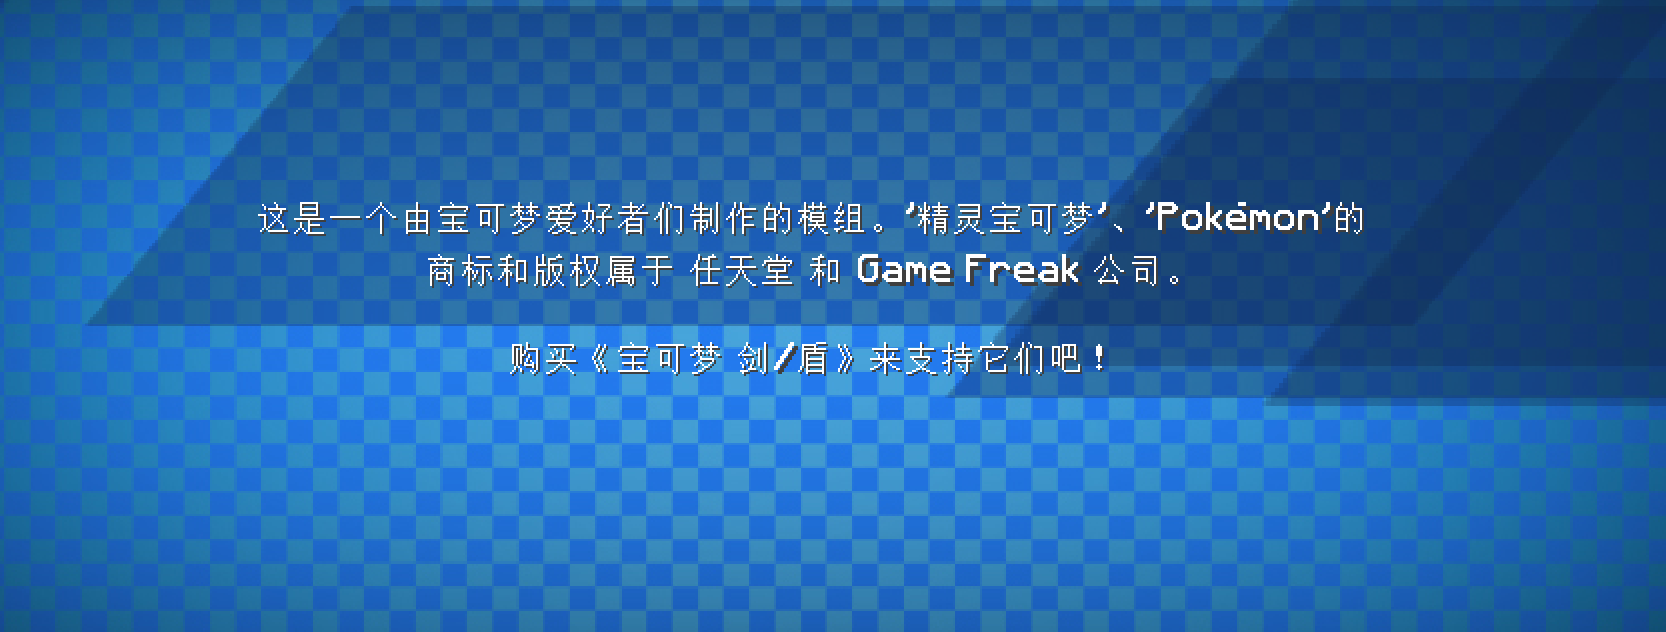 这是一个由宝可梦爱好者们制作的模组。'精灵宝可梦'、'Pokémon'的
商标和版权属于 任天堂 和 Game Freak 公司。
购买《宝可梦 剑/盾》来支持它们吧！